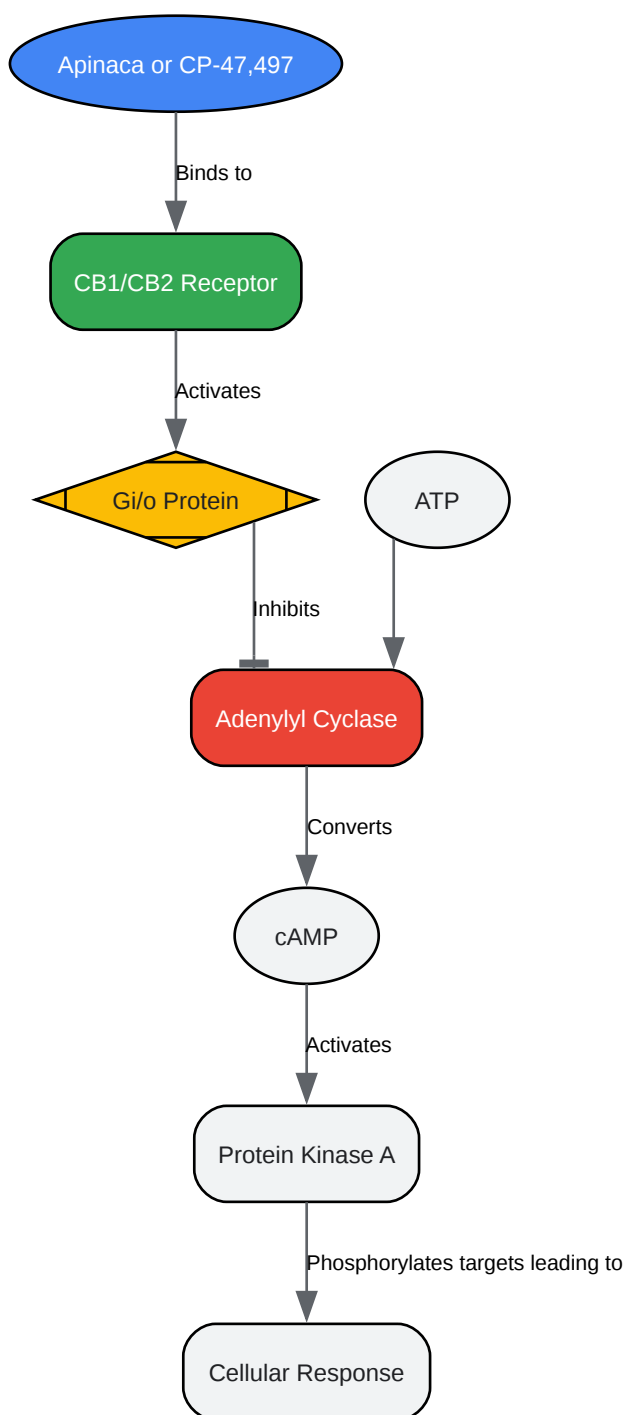 Apinaca or CP-47,497
Binds to
CB1/CB2 Receptor
Activates
Gi/o Protein
ATP
Inhibits
Adenylyl Cyclase
Converts
cAMP
Activates
Protein Kinase A
Phosphorylates targets leading to
Cellular Response